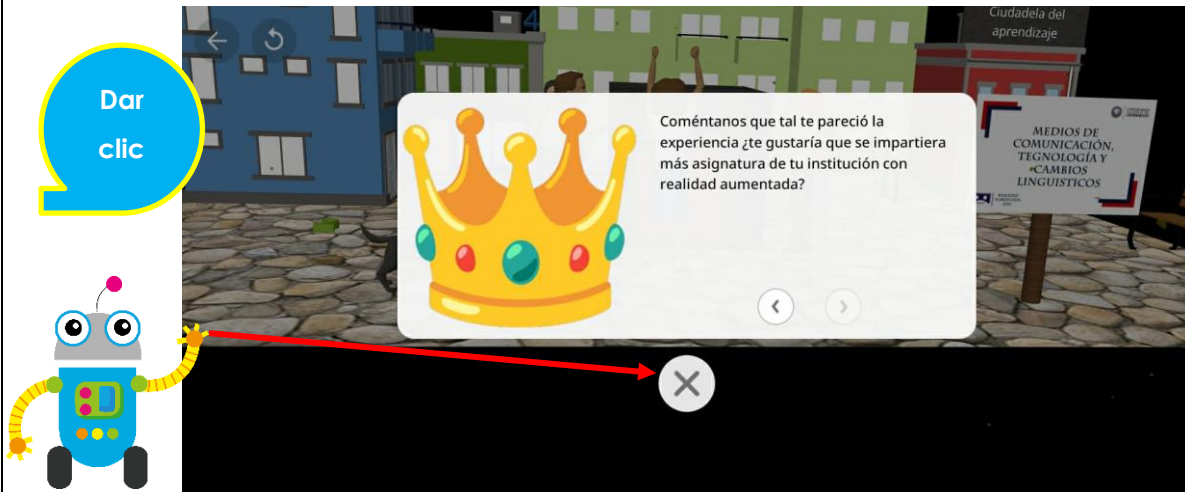 Dar
clic
4
Ciudadela del
aprendizaje
Coméntanos que tal te pareció la
experiencia ¿te gustaría que se impartiera
más asignatura de tu institución con
realidad aumentada?
MEDIOS DE
COMUNICACIÓN,
TEGNOLOGÍA Y
CAMBIOS
LINGUISTICOS